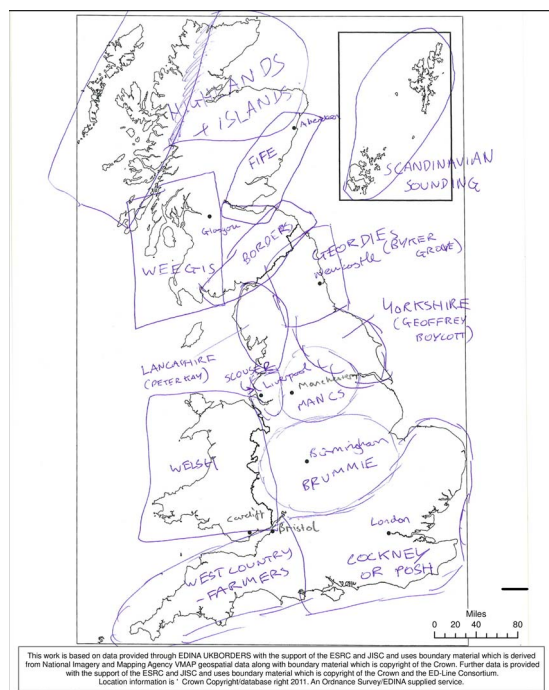 HIGHLANDS
+ ISLANDS
Aberdeen
FIFE
SCANDINAVIAN
SOUNDING
Glasgow
WEEGIS
BORDERS
GEORDIES
(BYKER
GROVE)
Newcastle
YORKSHIRE
(GEOFFREY
BOYCOTT)
LANCASHIRE
(PETER KAY)
SCOUSE
Liverpool
Manchester
MANCS
Birmingham
BRUMMIE
WELSH
Cardiff
Bristol
London
WEST COUNTRY
FARMERS
COCKNEY
OR POSH
Miles
0 20 40 80
This work is based on data provided through EDINA UKBORDERS with the support of the ESRC and JISC and uses boundary material which is derived
from National Imagery and Mapping Agency VMAP geospatial data along with boundary material which is copyright of the Crown. Further data is provided
with the support of the ESRC and JISC and uses boundary material which is copyright of the Crown and the ED-Line Consortium.
Location information is ' Crown Copyright/database right 2011. An Ordnance Survey/EDINA supplied service.